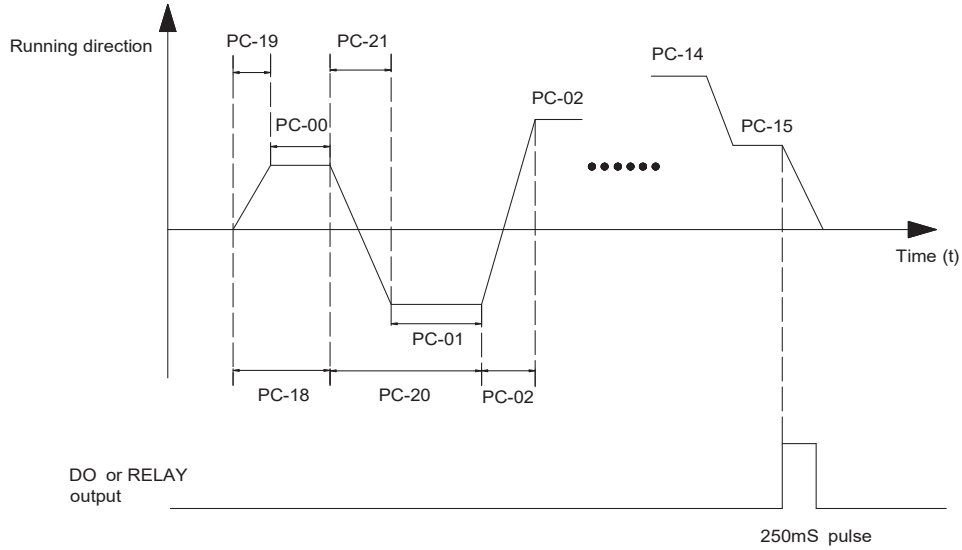 Running direction
PC-19
PC-21
PC-14
PC-02
PC-00
PC-15
Time (t)
PC-01
PC-18
PC-20
PC-02
DO or RELAY
output
250mS pulse